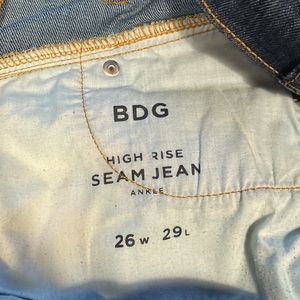 BDG
HIGH RISE
SEAM JEAN
ANKLE
26 W 29 L